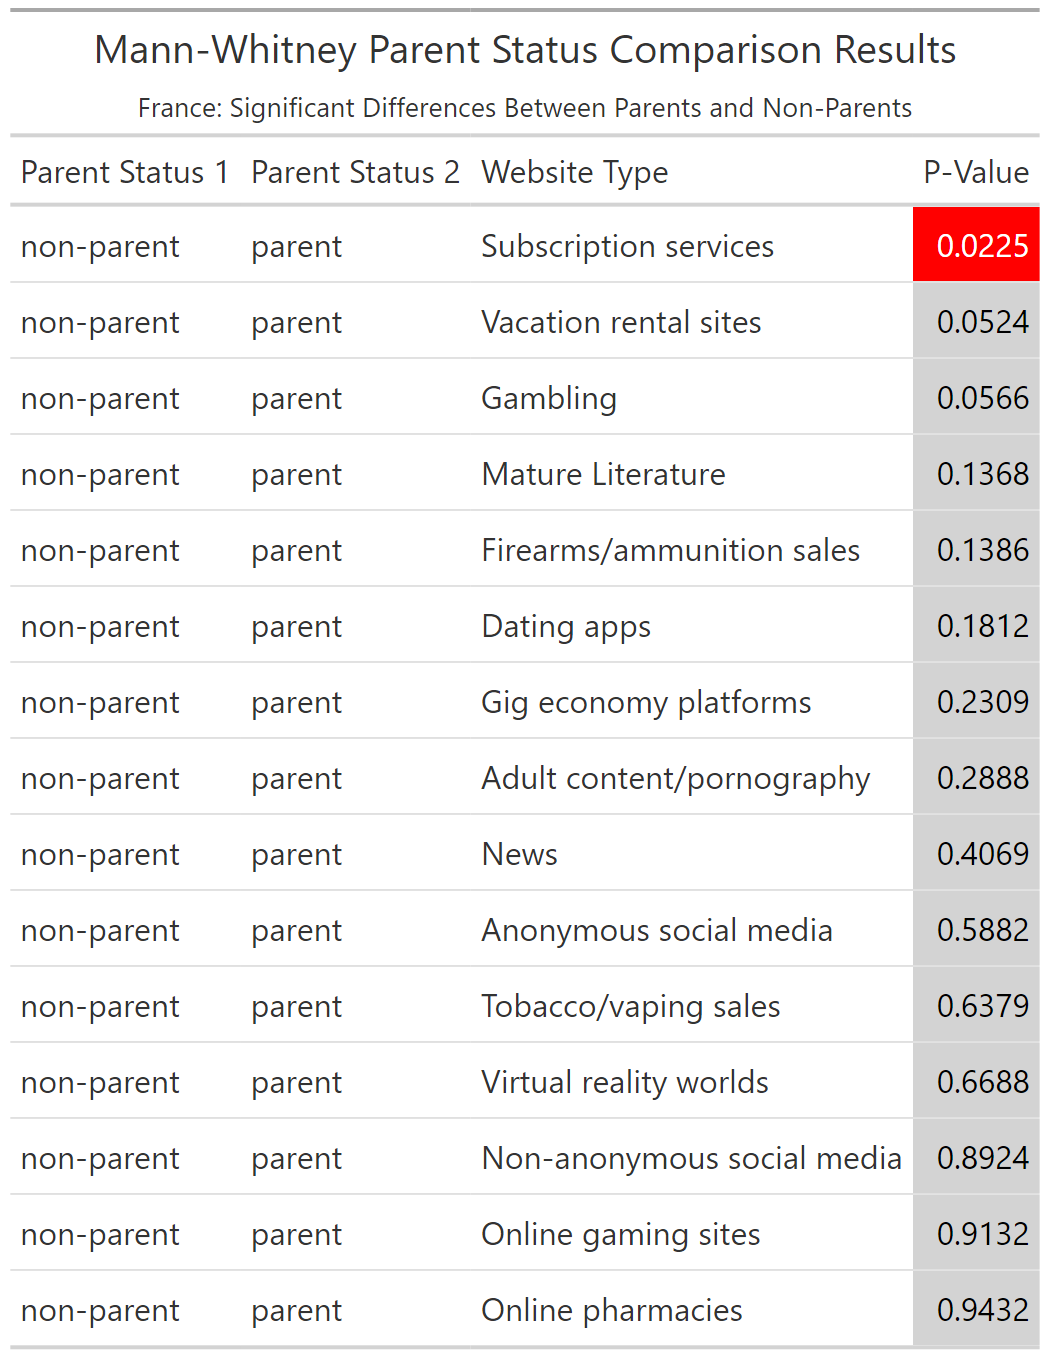 Mann-Whitney Parent Status Comparison Results
France: Significant Differences Between Parents and Non-Parents
Parent Status 1 Parent Status 2 Website Type P-Value
non-parent parent Subscription services 0.0225
non-parent parent Vacation rental sites 0.0524
non-parent parent Gambling 0.0566
non-parent parent Mature Literature 0.1368
non-parent parent Firearms/ammunition sales 0.1386
non-parent parent Dating apps 0.1812
non-parent parent Gig economy platforms 0.2309
non-parent parent Adult content/pornography 0.2888
non-parent parent News 0.4069
non-parent parent Anonymous social media 0.5882
non-parent parent Tobacco/vaping sales 0.6379
non-parent parent Virtual reality worlds 0.6688
non-parent parent Non-anonymous social media 0.8924
non-parent parent Online gaming sites 0.9132
non-parent parent Online pharmacies 0.9432